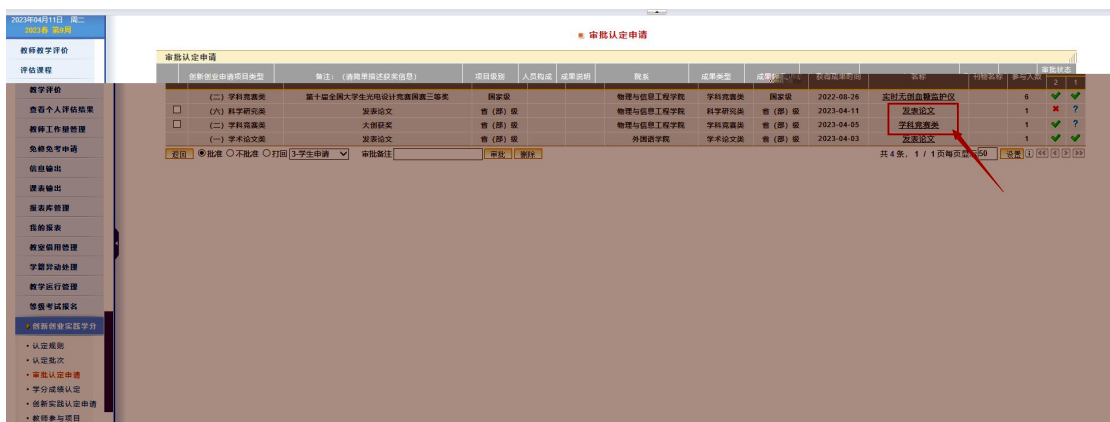 2023年04月11日 周二
2023春 第9周
教师教学评价
评估课程
教学评价
查看个人评估结果
教师工作量管理
免修免考申请
信息输出
课表输出
报表库管理
我的报表
教室借用管理
学籍异动处理
教学运行管理
等级考试报名
创新创业实践学分
•认定规则
•认定批次
•审批认定申请
•学分成绩认定
•创新实践认定申请
•教师参与项目
审批认定申请
审批认定申请
创新创业申请项目类型 备注：（请简单描述获奖信息） 项目级别 人员构成 成果说明 院系 成果类型 获得成果时间 名称 刊物名称 参与人数 审批状态
2 1
（二）学科竞赛类 第十届全国大学生光电设计竞赛国赛三等奖 国家级 物理与信息工程学院 学科竞赛类 国家级 2022-08-26 实时无创血糖监护仪 6
（六）科学研究类 发表论文 省（部）级 物理与信息工程学院 科学研究类 省（部）级 2023-04-11 发表论文 1 ?
（二）学科竞赛类 大创获奖 省（部）级 物理与信息工程学院 学科竞赛类 省（部）级 2023-04-05 学科竞赛类 1 ?
（一）学术论文类 发表论文 省（部）级 外国语学院 学术论文类 省（部）级 2023-04-03 发表论文 1
返回 批准 不批准 打回 3-学生申请 审批备注 审批 删除 共4条，1 / 1页每页显示50 设置